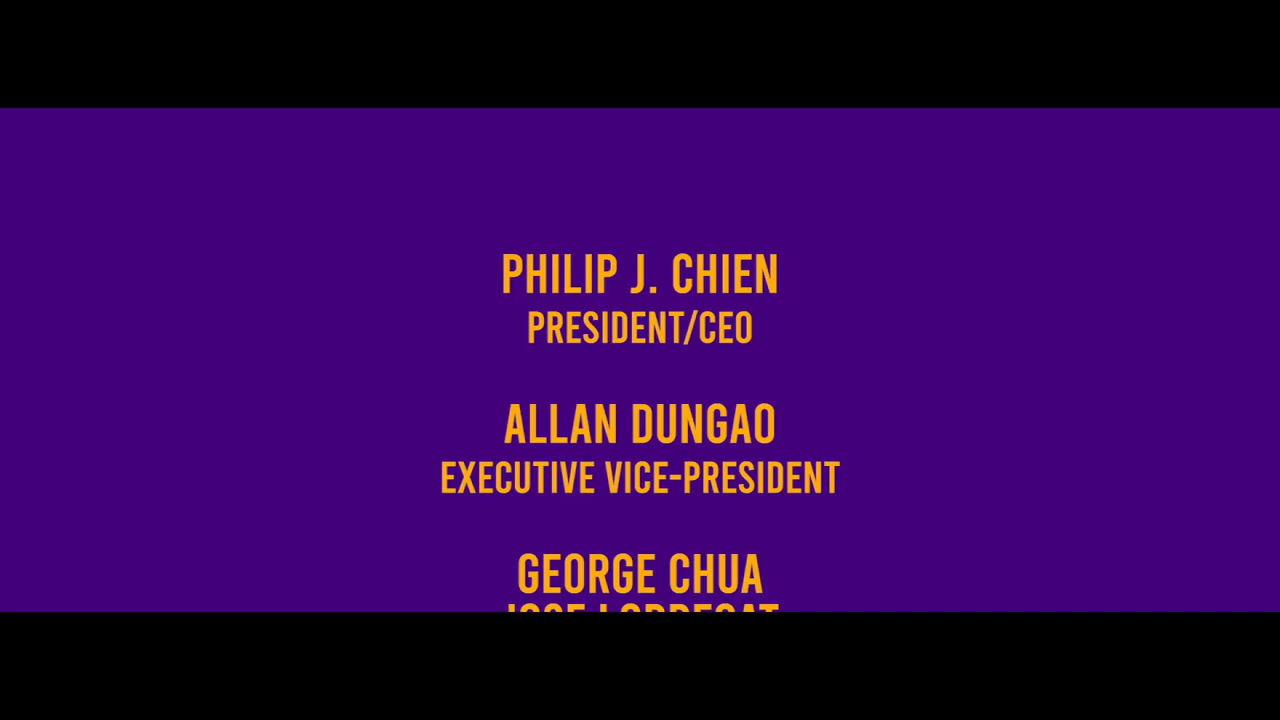 PHILIP J. CHIEN
PRESIDENT/CEO
ALLAN DUNGAO
EXECUTIVE VICE-PRESIDENT
GEORGE CHUA